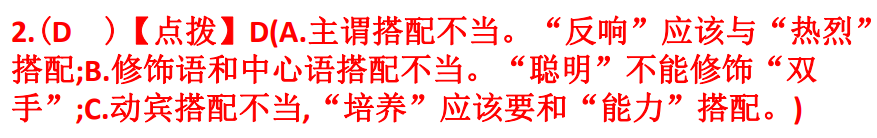 2.(D   )【点拨】D(A.主谓搭配不当。“反响”应该与“热烈”
搭配;B.修饰语和中心语搭配不当。“聪明”不能修饰“双
手”;C.动宾搭配不当,“培养”应该要和“能力”搭配。)